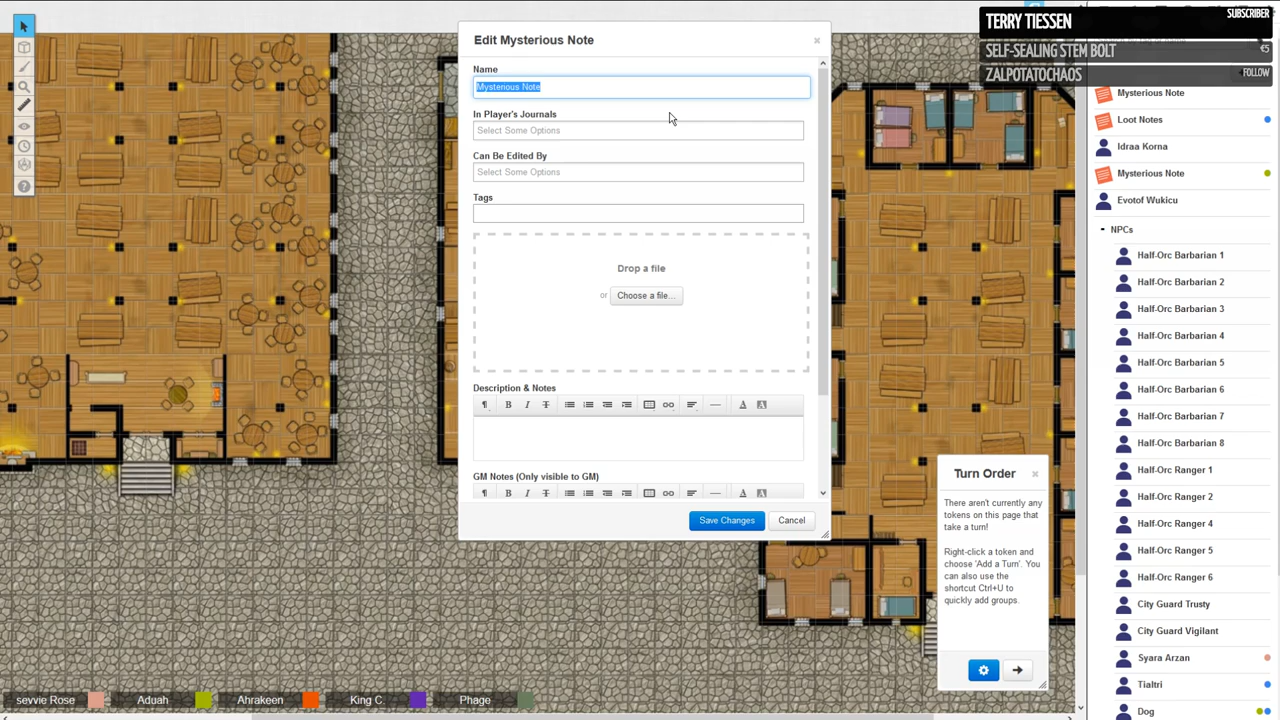 Edit Mysterious Note
×
Name
Mysterious Note
In Player's Journals
Select Some Options
Can Be Edited By
Select Some Options
Tags
Drop a file
or Choose a file...
Description & Notes
GM Notes (Only visible to GM)
Save Changes
Cancel
SUBSCRIBER
TERRY TIESSEN
SELF-SEALING STEM BOLT
€5
ZALPOTATOCHAOS
FOLLOW
Mysterious Note
Loot Notes
Idraa Korna
Mysterious Note
Evotof Wukicu
NPCs
Half-Orc Barbarian 1
Half-Orc Barbarian 2
Half-Orc Barbarian 3
Half-Orc Barbarian 4
Half-Orc Barbarian 5
Half-Orc Barbarian 6
Half-Orc Barbarian 7
Half-Orc Barbarian 8
Half-Orc Ranger 1
Half-Orc Ranger 2
Half-Orc Ranger 4
Half-Orc Ranger 5
Half-Orc Ranger 6
City Guard Trusty
City Guard Vigilant
Syara Arzan
Tialtri
Dog
Turn Order
×
There aren't currently any
tokens on this page that
take a turn!
Right-click a token and
choose 'Add a Turn'. You
can also use the
shortcut Ctrl+U to
quickly add groups.
sevvie Rose
Aduah
Ahrakeen
King C.
Phage